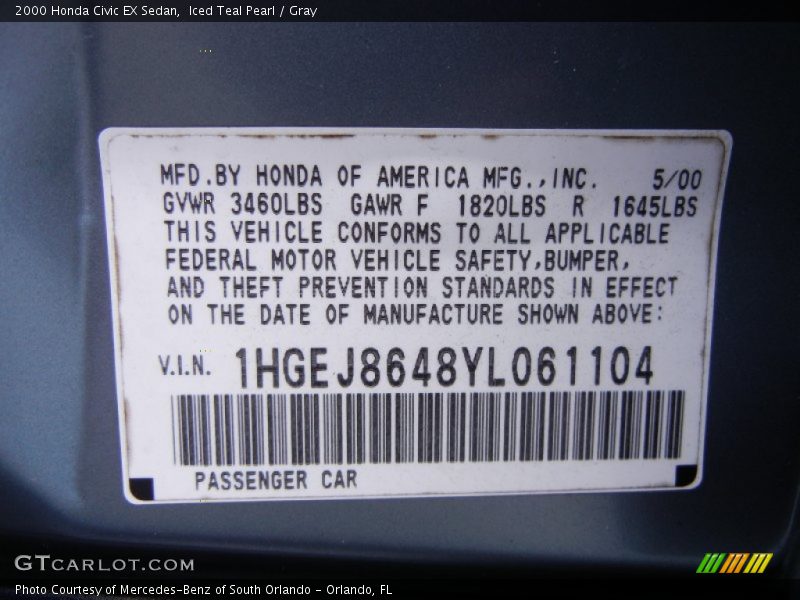 2000 Honda Civic EX Sedan, Iced Teal Pearl / Gray
MFD.BY HONDA OF AMERICA MFG.,INC. 5/00
GVWR 3460LBS GAWR F 1820LBS R 1645LBS
THIS VEHICLE CONFORMS TO ALL APPLICABLE
FEDERAL MOTOR VEHICLE SAFETY,BUMPER,
AND THEFT PREVENTION STANDARDS IN EFFECT
ON THE DATE OF MANUFACTURE SHOWN ABOVE:
V.I.N. 1HGEJ8648YL061104
PASSENGER CAR
GTCARLOT.COM
Photo Courtesy of Mercedes-Benz of South Orlando - Orlando, FL